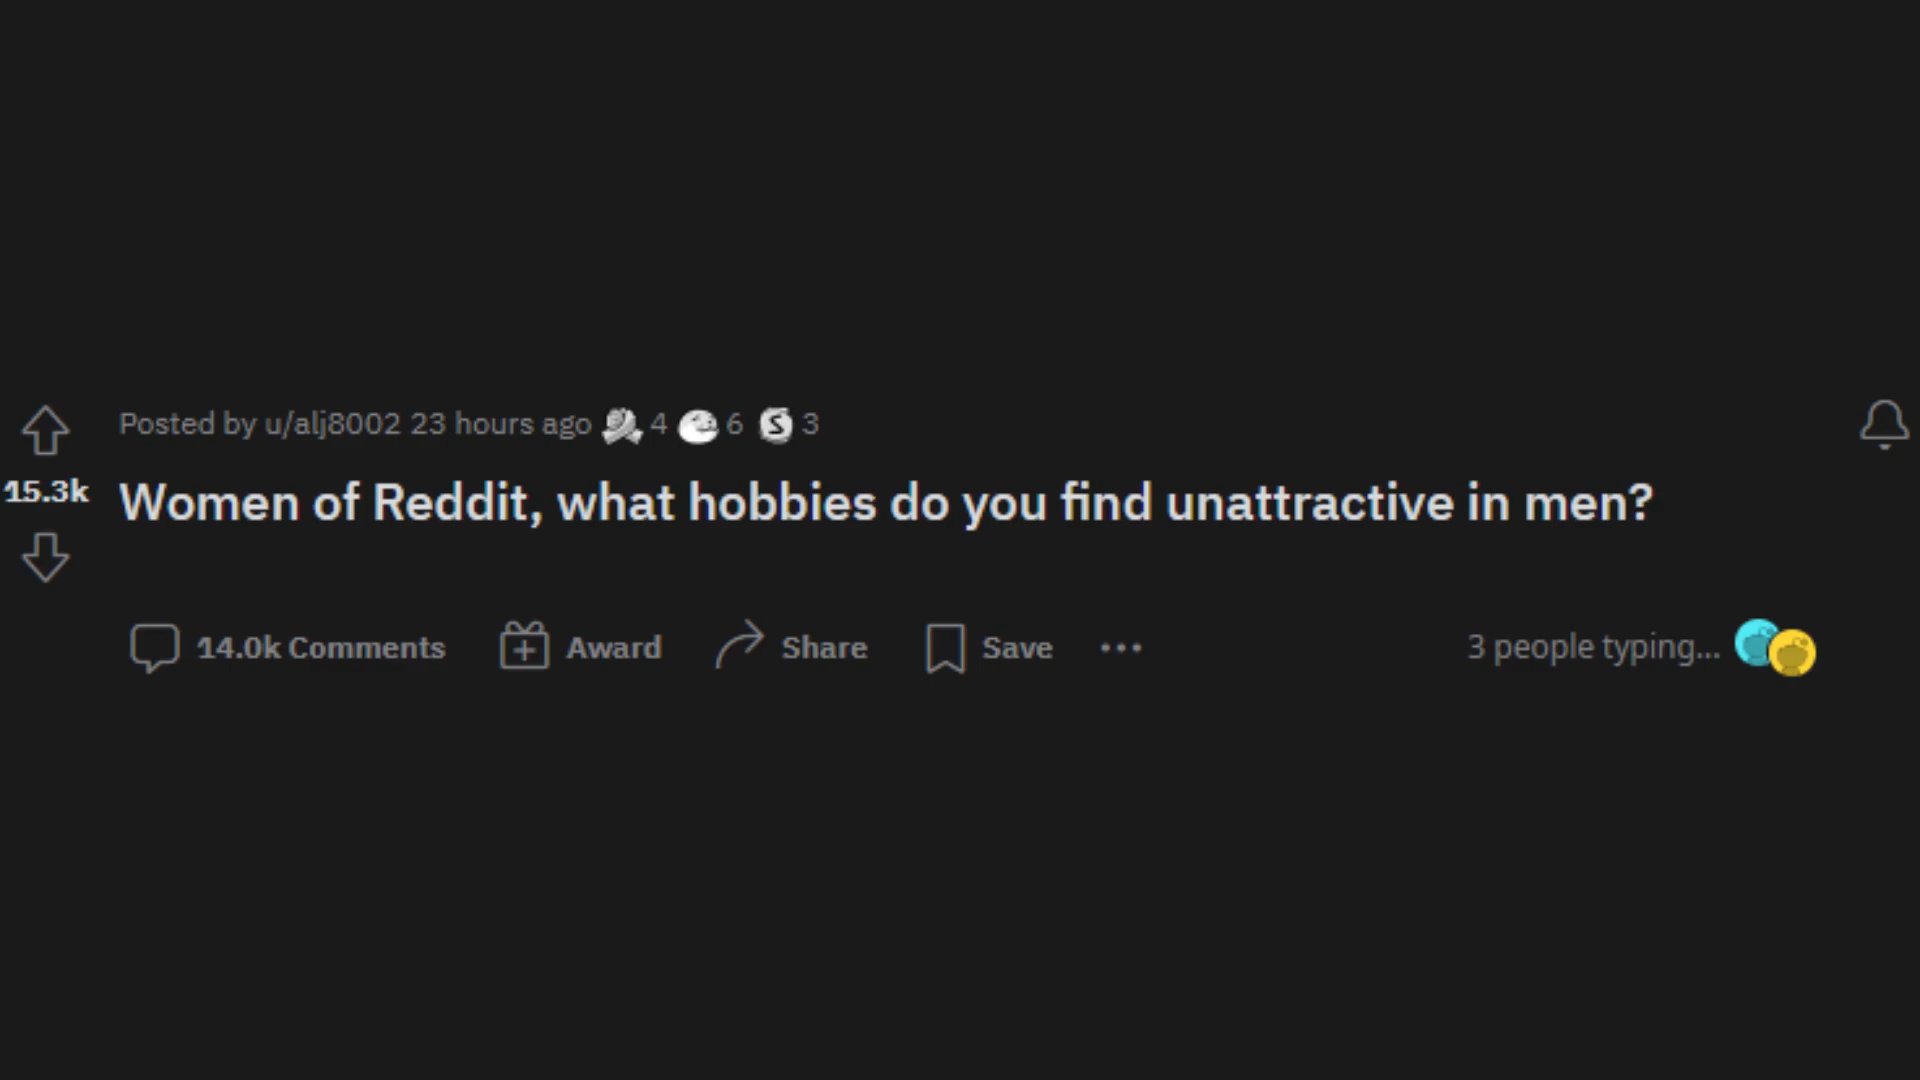 Posted by u/alj8002 23 hours ago 4 6 S 3
15.3k
Women of Reddit, what hobbies do you find unattractive in men?
14.0k Comments Award Share Save ... 3 people typing...